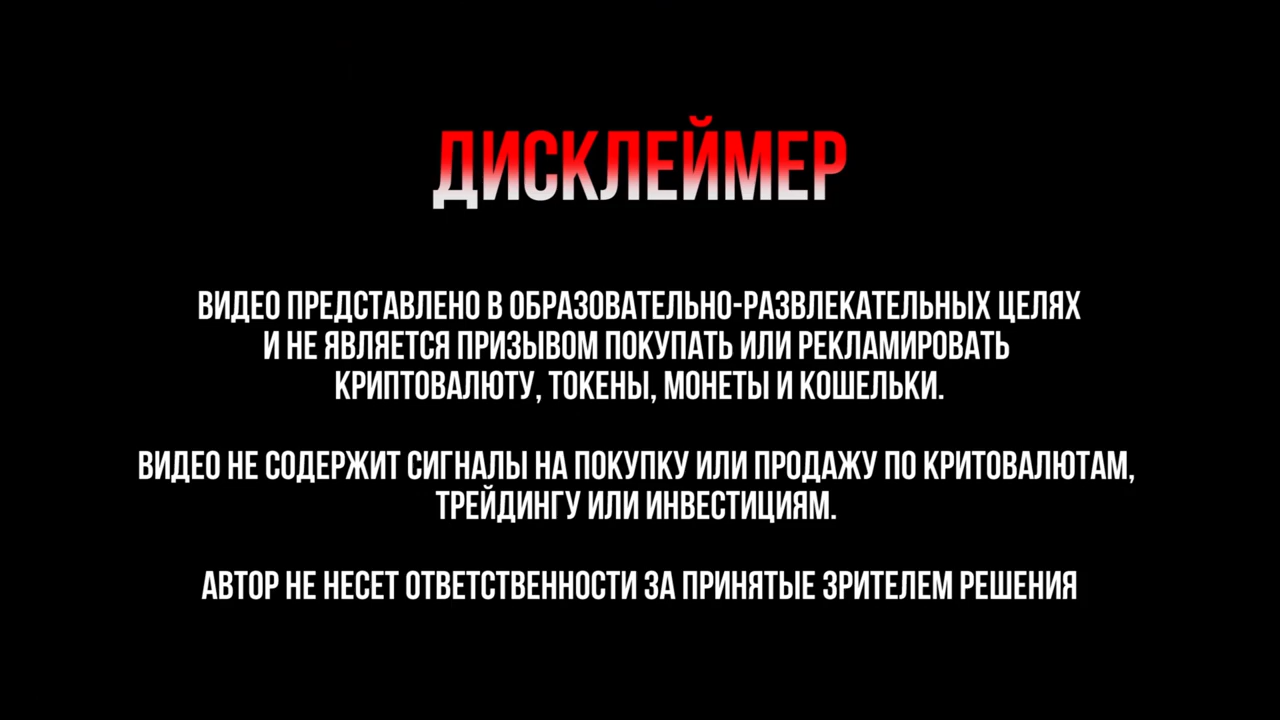 ДИСКЛЕЙМЕР
ВИДЕО ПРЕДСТАВЛЕНО В ОБРАЗОВАТЕЛЬНО-РАЗВЛЕКАТЕЛЬНЫХ ЦЕЛЯХ
И НЕ ЯВЛЯЕТСЯ ПРИЗЫВОМ ПОКУПАТЬ ИЛИ РЕКЛАМИРОВАТЬ
КРИПТОВАЛЮТУ, ТОКЕНЫ, МОНЕТЫ И КОШЕЛЬКИ.
ВИДЕО НЕ СОДЕРЖИТ СИГНАЛЫ НА ПОКУПКУ ИЛИ ПРОДАЖУ ПО КРИТОВАЛЮТАМ,
ТРЕЙДИНГУ ИЛИ ИНВЕСТИЦИЯМ.
АВТОР НЕ НЕСЕТ ОТВЕТСТВЕННОСТИ ЗА ПРИНЯТЫЕ ЗРИТЕЛЕМ РЕШЕНИЯ